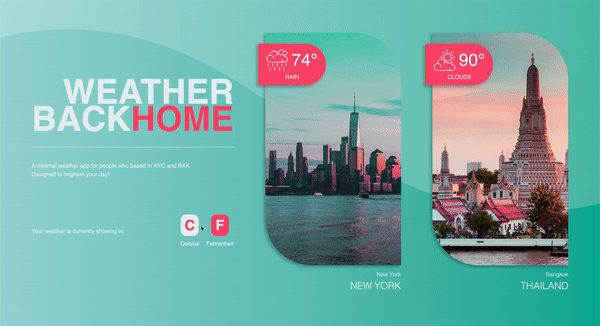 WEATHER
BACKHOME
A minimal weather app for people who based in NYC and BKK.
Designed to brighten your day!
Your weather is currently showing in:
C
F
Celsius
Fahrenheit
74°
RAIN
New York
NEW YORK
90°
CLOUDS
Bangkok
THAILAND